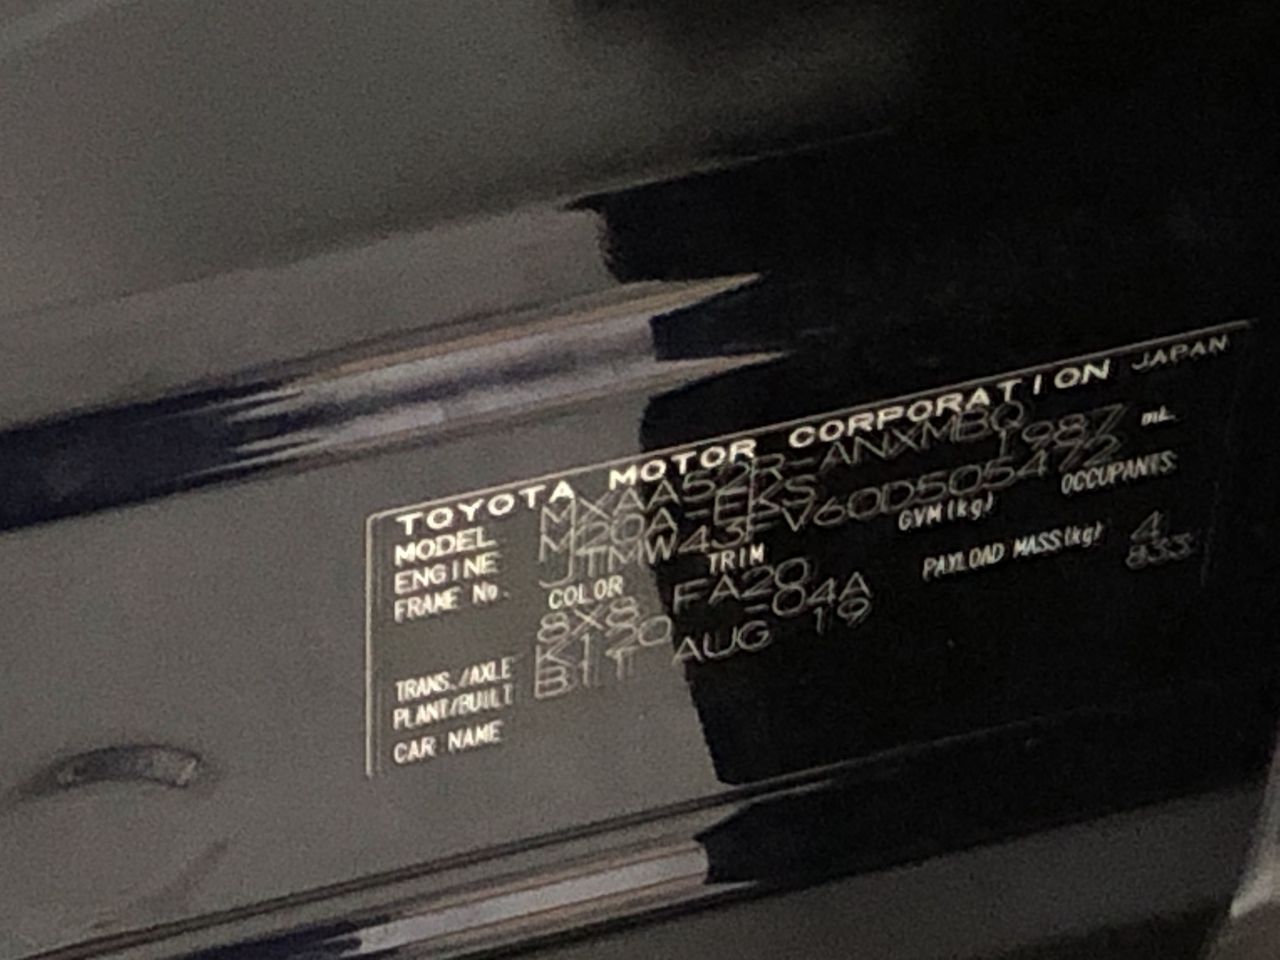 TOYOTA MOTOR CORPORATION JAPAN
MODEL MXAA52R-ANXMBQ
ENGINE M20A-FKS 1987 mL
FRAME No. JTMW43FV60D505472
COLOR TRIM GVM(kg) OCCUPANTS
8X8 FA20 PAYLOAD MASS(kg) 4
TRANS./AXLE K120 -04A 833
PLANT/BUILT B1T AUG 19
CAR NAME